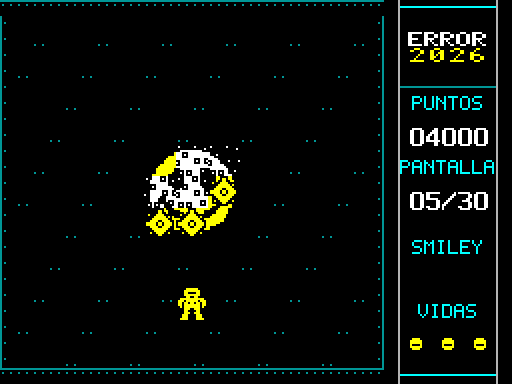 ERROR
2026
PUNTOS
04000
PANTALLA
05/30
SMILEY
VIDAS